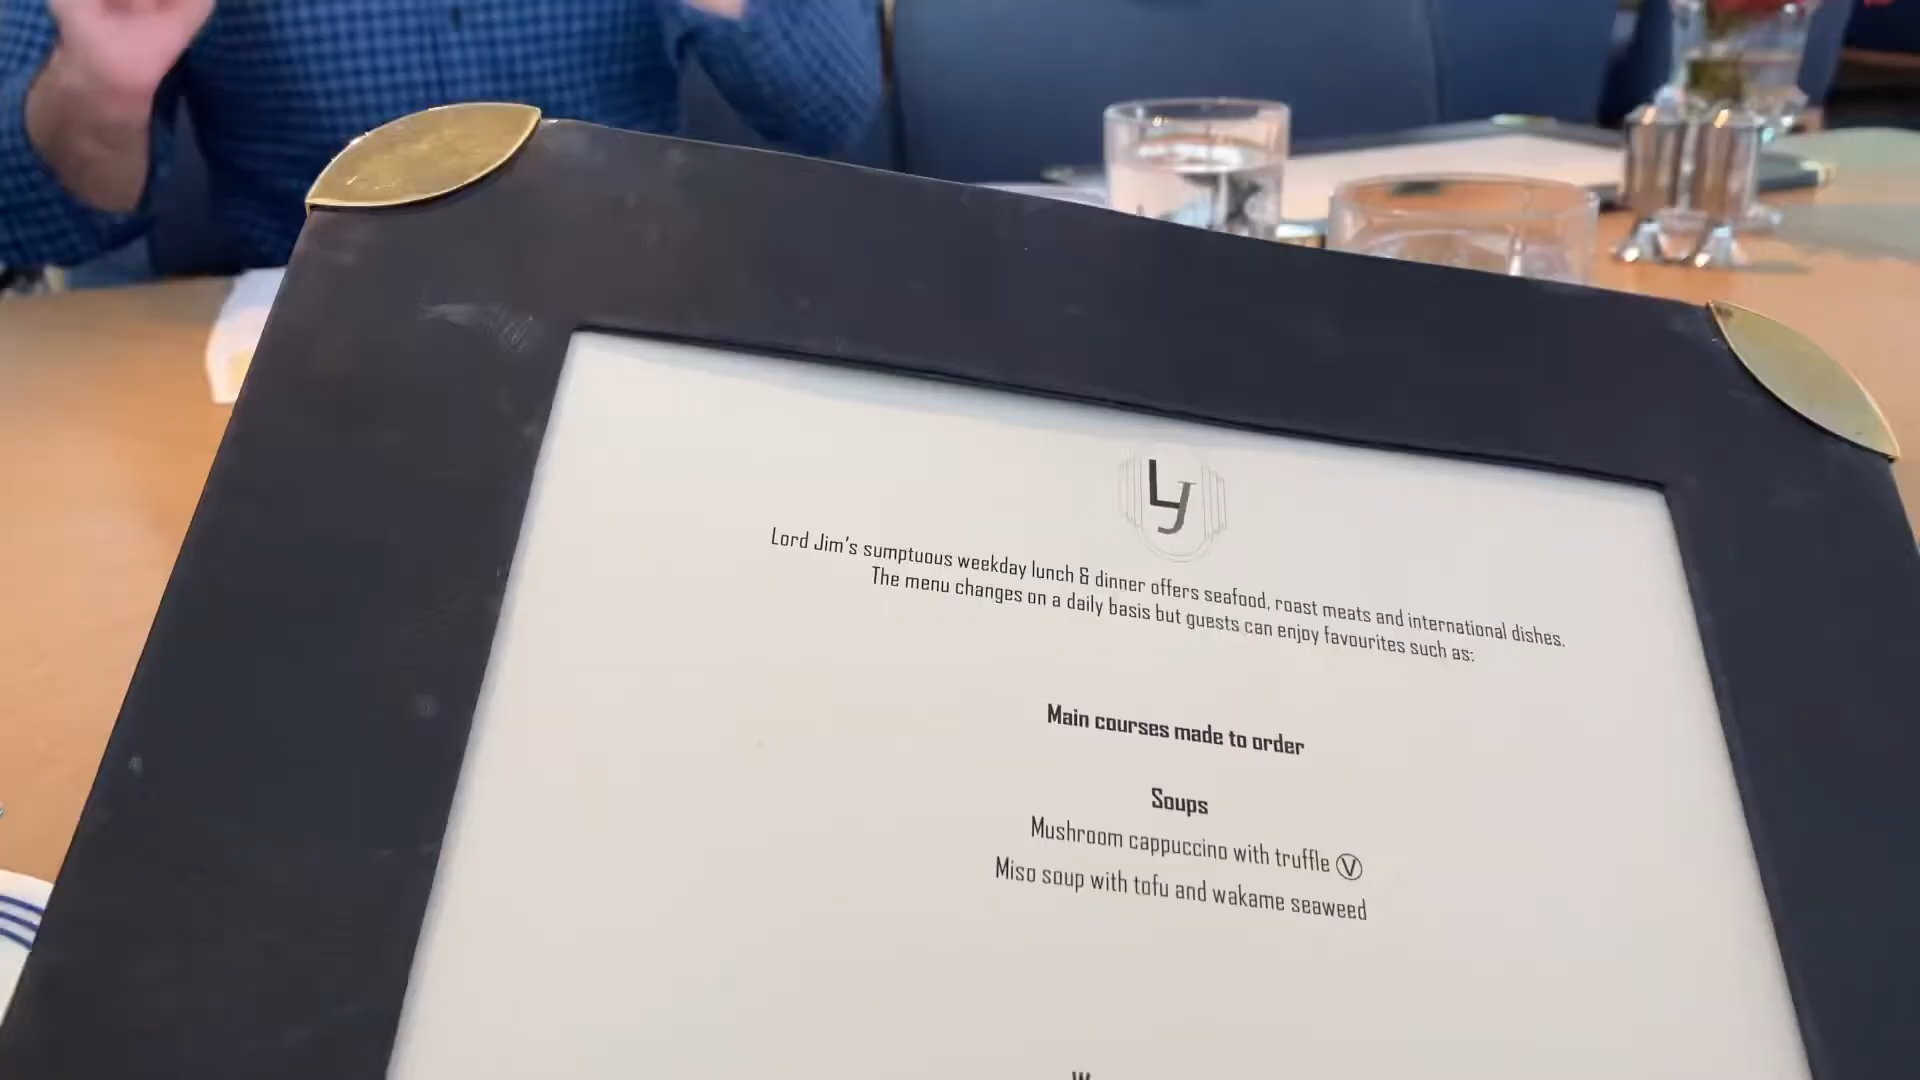 LJ
Lord Jim's sumptuous weekday lunch & dinner offers seafood, roast meats and international dishes.
The menu changes on a daily basis but guests can enjoy favourites such as:
Main courses made to order
Soups
Mushroom cappuccino with truffle Ⓥ
Miso soup with tofu and wakame seaweed